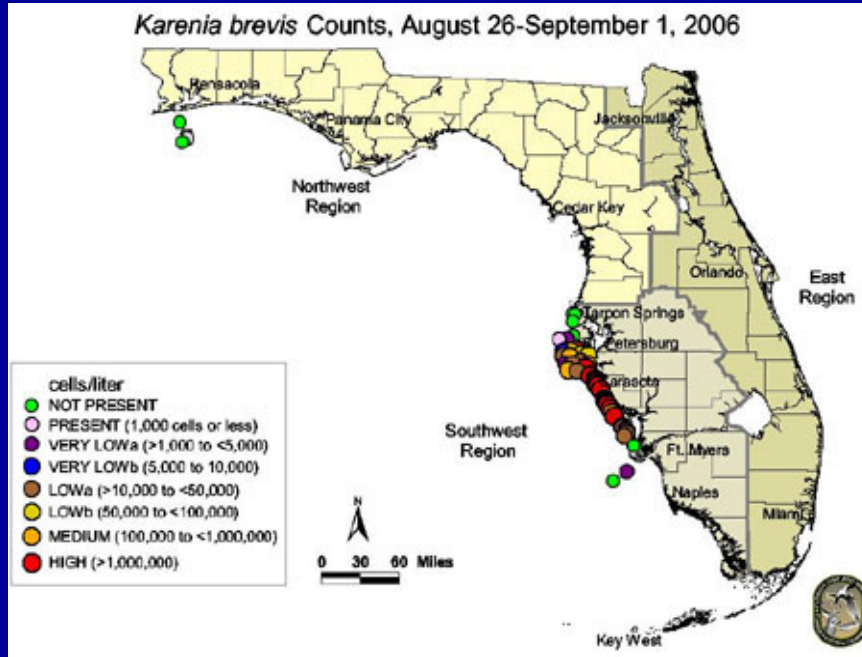 Karenia brevis Counts, August 26-September 1, 2006
Pensacola
Panama City
Jacksonville
Northwest
Region
Cedar Key
Orlando
East
Region
Tarpon Springs
Petersburg
Sarasota
cells/liter
NOT PRESENT
PRESENT (1,000 cells or less)
VERY LOWa (>1,000 to <5,000)
VERY LOWb (5,000 to 10,000)
LOWa (>10,000 to <50,000)
LOWb (50,000 to <100,000)
MEDIUM (100,000 to <1,000,000)
HIGH (>1,000,000)
Southwest
Region
Ft. Myers
Naples
Miami
N
0 30 60 Miles
Key West